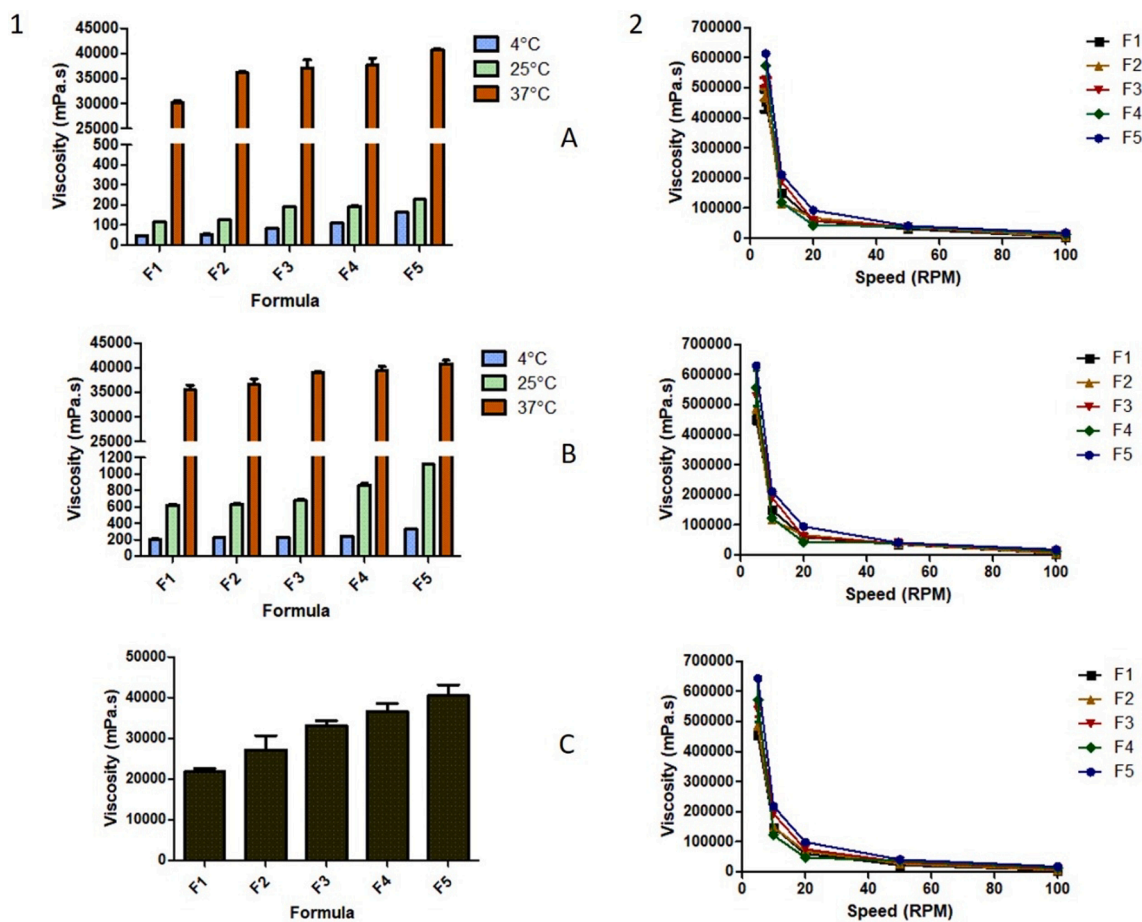 1
45000
40000
35000
30000
25000
500
400
300
200
100
0
Viscosity (mPa.s)
4°C
25°C
37°C
F1
F2
F3
F4
F5
Formula
A
2
700000
600000
500000
400000
300000
200000
100000
0
Viscosity (mPa.s)
0 20 40 60 80 100
Speed (RPM)
F1
F2
F3
F4
F5
45000
40000
35000
30000
25000
1200
1000
800
600
400
200
0
Viscosity (mPa.s)
4°C
25°C
37°C
F1
F2
F3
F4
F5
Formula
B
700000
600000
500000
400000
300000
200000
100000
0
Viscosity (mPa.s)
0 20 40 60 80 100
Speed (RPM)
F1
F2
F3
F4
F5
50000
40000
30000
20000
10000
0
Viscosity (mPa.s)
F1
F2
F3
F4
F5
Formula
C
700000
600000
500000
400000
300000
200000
100000
0
Viscosity (mPa.s)
0 20 40 60 80 100
Speed (RPM)
F1
F2
F3
F4
F5